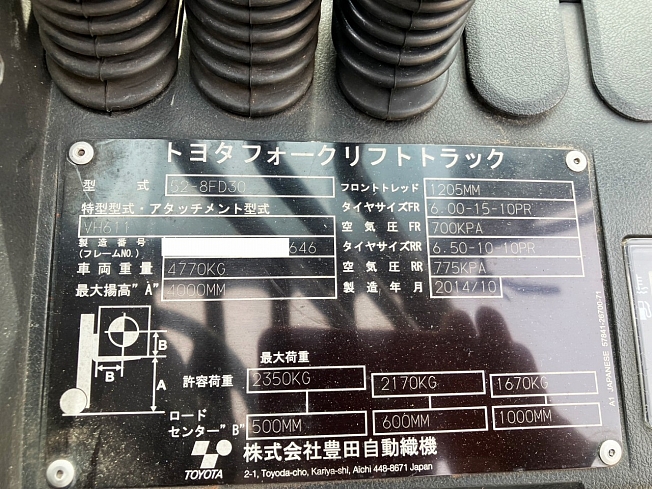 トヨタフォークリフトトラック
型 式 52-8FD30 フロントトレッド 1205MM
特型型式・アタッチメント型式 タイヤサイズFR 6.00-15-10PR
VH611 空気圧FR 700KPA
製造番号 (フレームNO.) 646 タイヤサイズRR 6.50-10-10PR
車両重量 4770KG 空気圧RR 775KPA
最大揚高"A" 4000MM 製造年月 2014/10
B
B
A
最大荷重
許容荷重 2350KG 2170KG 1670KG
ロードセンター"B" 500MM 600MM 1000MM
TOYOTA 株式会社豊田自動織機
2-1, Toyoda-cho, Kariya-shi, Aichi 448-8671 Japan
A1 JAPANESE